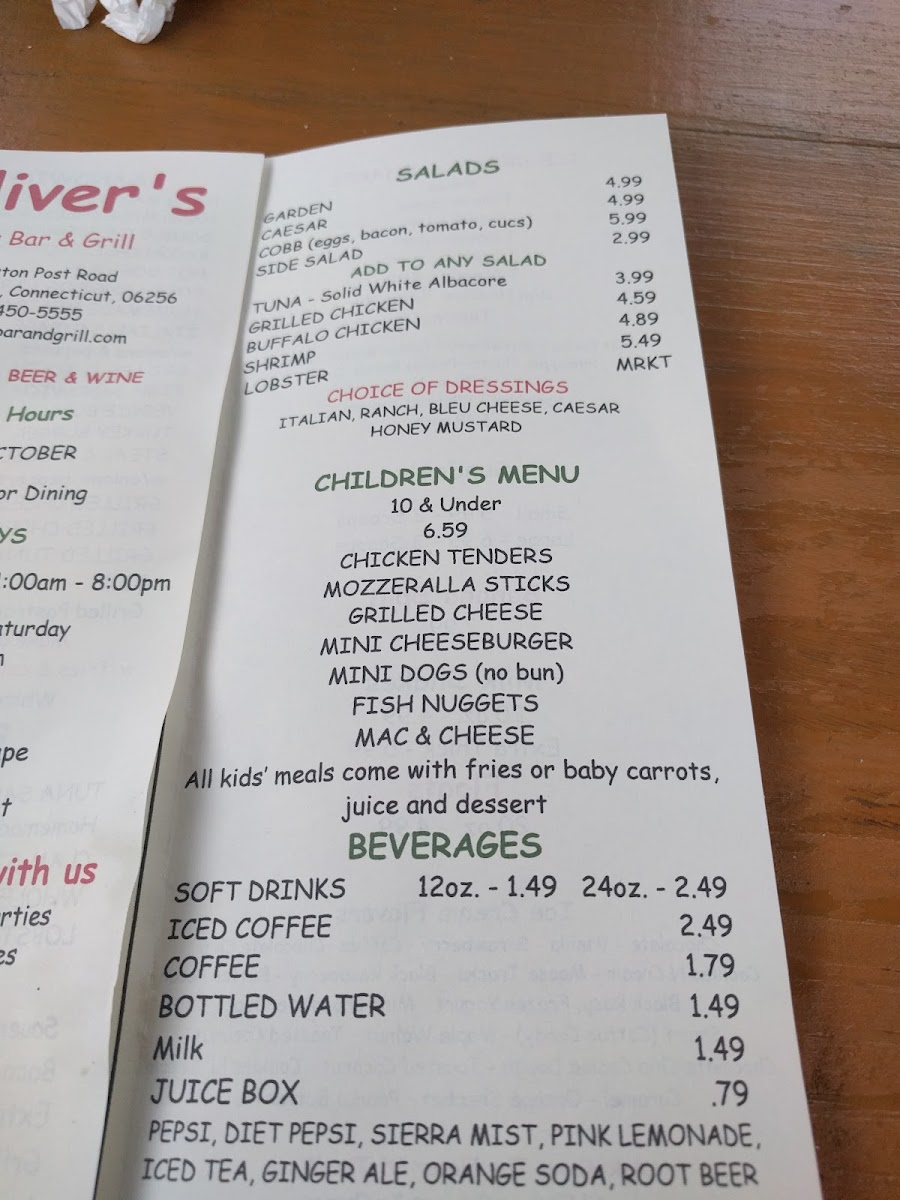 liver's
Bar & Grill
ton Post Road
, Connecticut, 06256
450-5555
barandgrill.com
BEER & WINE
Hours
CTOBER
or Dining
YS
:00am - 8:00pm
aturday
ape
with us
rties
es
SALADS
GARDEN 4.99
CAESAR 4.99
COBB (eggs, bacon, tomato, cucs) 5.99
SIDE SALAD 2.99
ADD TO ANY SALAD
TUNA - Solid White Albacore 3.99
GRILLED CHICKEN 4.59
BUFFALO CHICKEN 4.89
SHRIMP 5.49
LOBSTER MRKT
CHOICE OF DRESSINGS
ITALIAN, RANCH, BLEU CHEESE, CAESAR
HONEY MUSTARD
CHILDREN'S MENU
10 & Under
6.59
CHICKEN TENDERS
MOZZERALLA STICKS
GRILLED CHEESE
MINI CHEESEBURGER
MINI DOGS (no bun)
FISH NUGGETS
MAC & CHEESE
All kids' meals come with fries or baby carrots,
juice and dessert
BEVERAGES
SOFT DRINKS 12oz. - 1.49 24oz. - 2.49
ICED COFFEE 2.49
COFFEE 1.79
BOTTLED WATER 1.49
Milk 1.49
JUICE BOX .79
PEPSI, DIET PEPSI, SIERRA MIST, PINK LEMONADE,
ICED TEA, GINGER ALE, ORANGE SODA, ROOT BEER